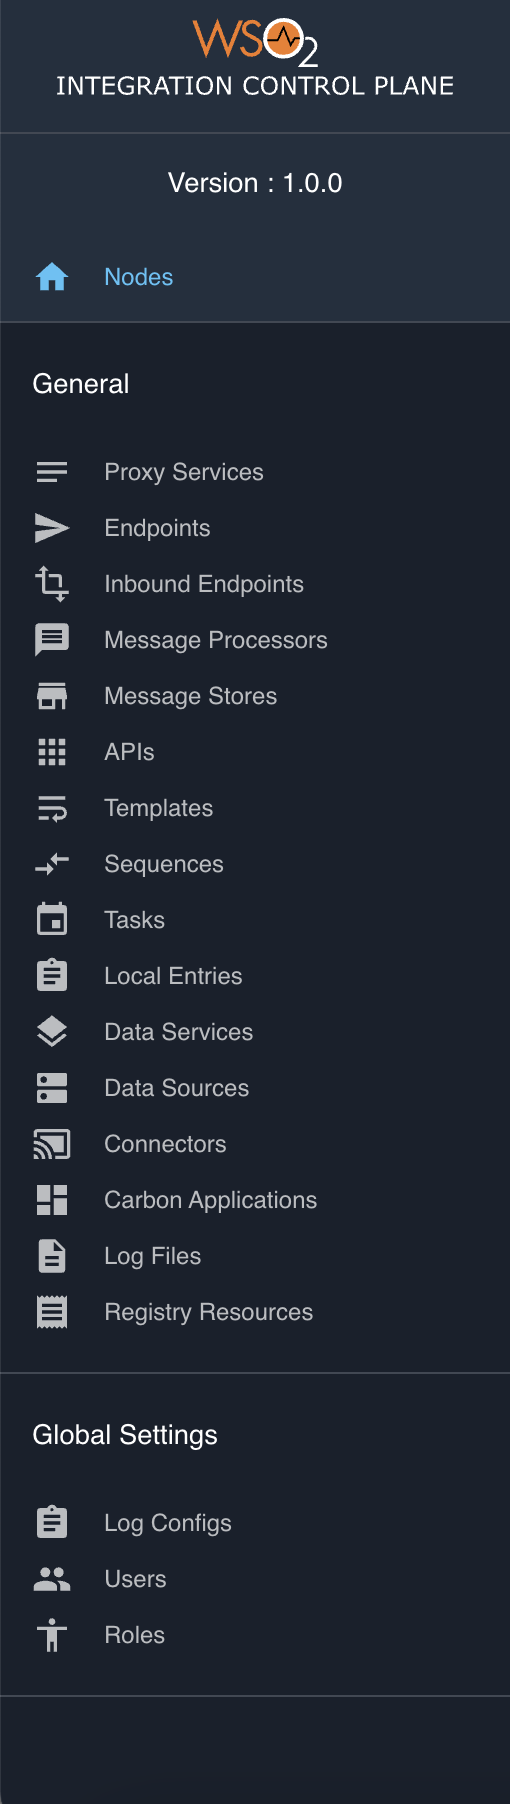 WSO2
INTEGRATION CONTROL PLANE
Version : 1.0.0
Nodes
General
Proxy Services
Endpoints
Inbound Endpoints
Message Processors
Message Stores
APIs
Templates
Sequences
Tasks
Local Entries
Data Services
Data Sources
Connectors
Carbon Applications
Log Files
Registry Resources
Global Settings
Log Configs
Users
Roles